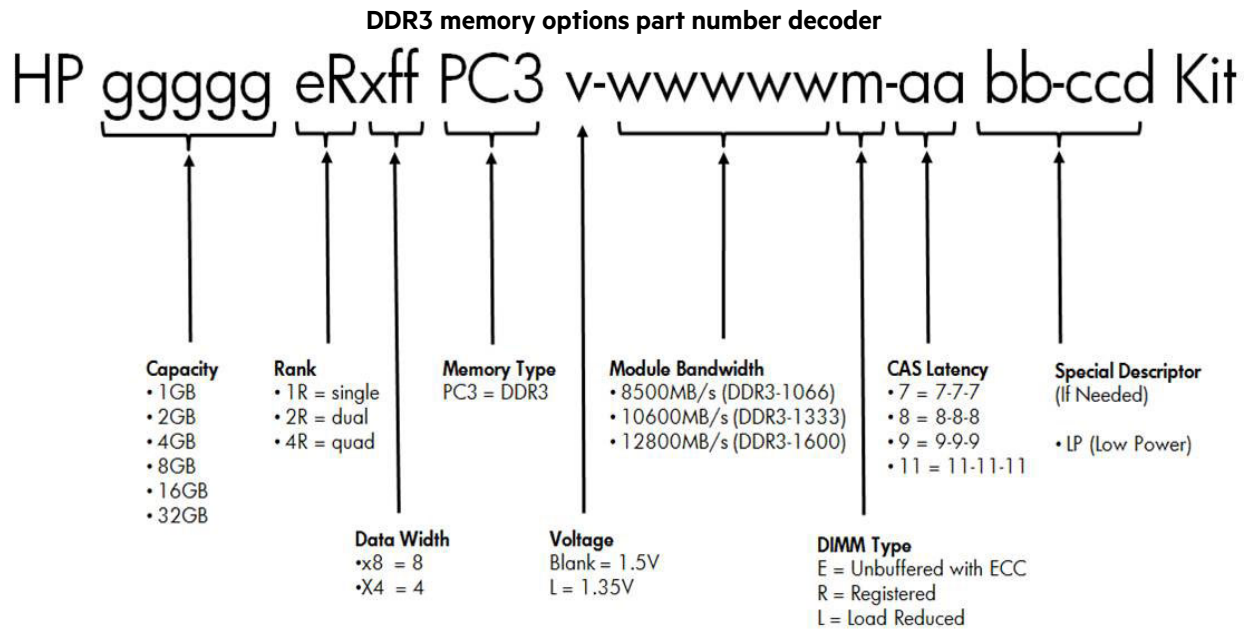 DDR3 memory options part number decoder
HP ggggg eRxff PC3 v-wwwwwm-aa bb-ccd Kit
Capacity
• 1GB
• 2GB
• 4GB
• 8GB
• 16GB
• 32GB
Rank
• 1R = single
• 2R = dual
• 4R = quad
Memory Type
PC3 = DDR3
Module Bandwidth
• 8500MB/s (DDR3-1066)
• 10600MB/s (DDR3-1333)
• 12800MB/s (DDR3-1600)
CAS Latency
• 7 = 7-7-7
• 8 = 8-8-8
• 9 = 9-9-9
• 11 = 11-11-11
Special Descriptor
(If Needed)
• LP (Low Power)
Data Width
•x8 = 8
•X4 = 4
Voltage
Blank = 1.5V
L = 1.35V
DIMM Type
E = Unbuffered with ECC
R = Registered
L = Load Reduced